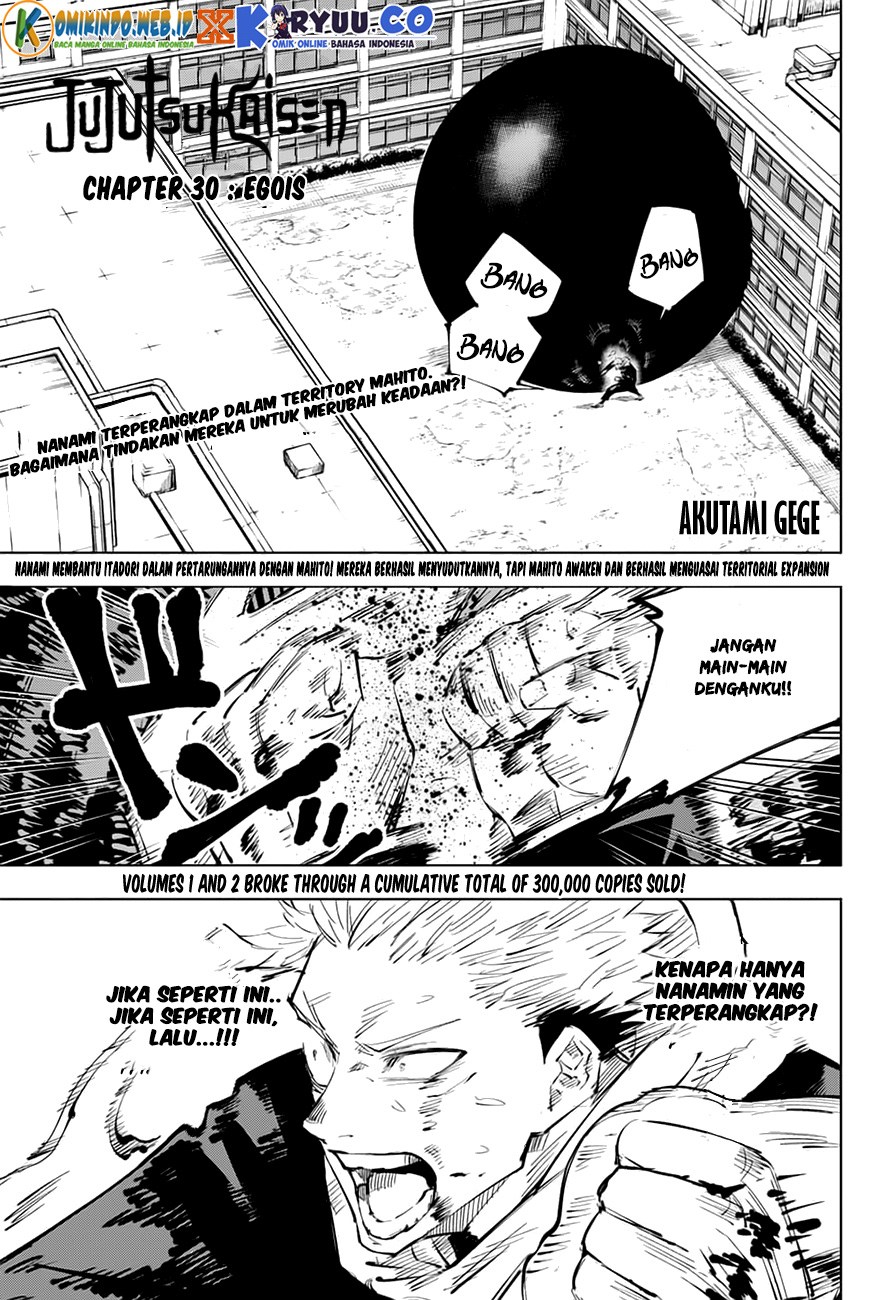 KOMIKINDO.WEB.ID X KIRYUU.CO
BACA MANGA ONLINE BAHASA INDONESIA
KOMIK ONLINE BAHASA INDONESIA
JUJUTSU KAISEN
CHAPTER 30 : EGOIS
BANG
BANG
BANG
NANAMI TERPERANGKAP DALAM TERRITORY MAHITO.
BAGAIMANA TINDAKAN MEREKA UNTUK MERUBAH KEADAAN?!
AKUTAMI GEGE
NANAMI MEMBANTU ITADORI DALAM PERTARUNGANNYA DENGAN MAHITO! MEREKA BERHASIL MENYUDUTKANNYA, TAPI MAHITO AWAKEN DAN BERHASIL MENGUASAI TERRITORIAL EXPANSION
JANGAN
MAIN-MAIN
DENGANKU!!
ドン
VOLUMES 1 AND 2 BROKE THROUGH A CUMULATIVE TOTAL OF 300,000 COPIES SOLD!
KENAPA HANYA
NANAMIN YANG
TERPERANGKAP?!
JIKA SEPERTI INI..
JIKA SEPERTI INI,
LALU...!!!